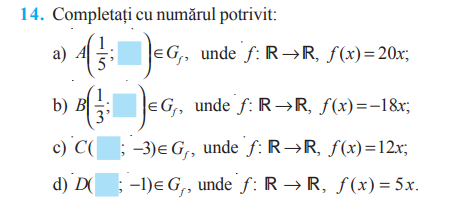 14. Completați cu numărul potrivit:
a) A(1/5; ) ∈ G_f, unde f: ℝ→ℝ, f(x)=20x;
b) B(1/3; ) ∈ G_f, unde f: ℝ→ℝ, f(x)=–18x;
c) C( ; –3) ∈ G_f, unde f: ℝ→ℝ, f(x)=12x;
d) D( ; –1) ∈ G_f, unde f: ℝ → ℝ, f(x) = 5x.